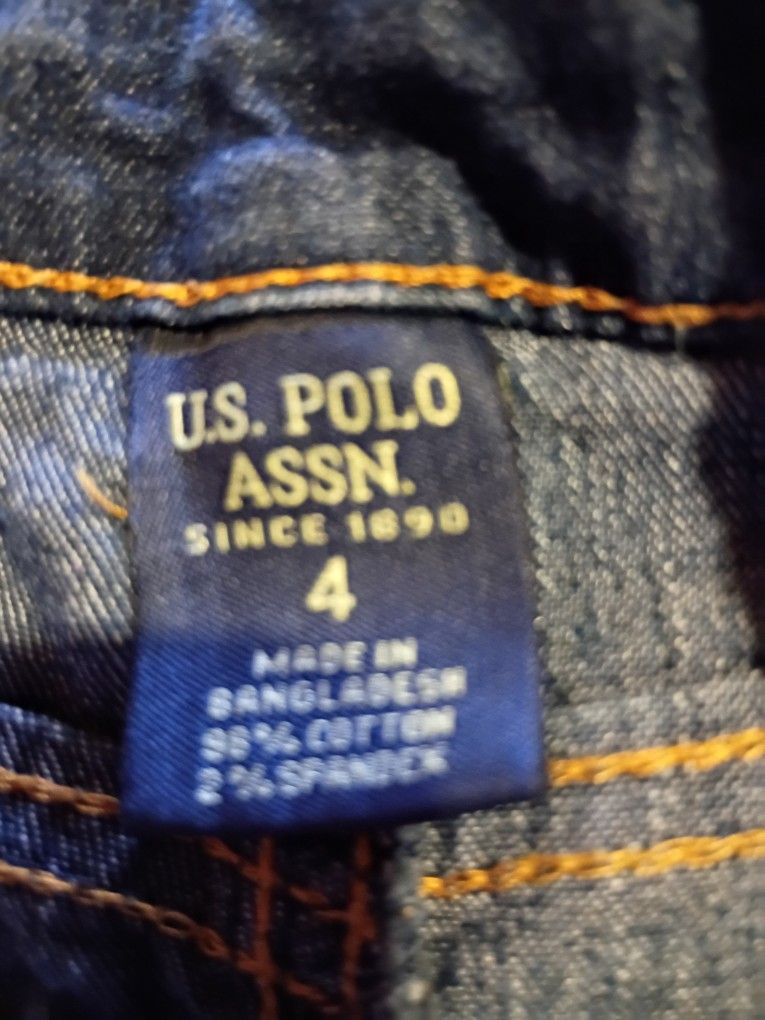 U.S. POLO
ASSN.
SINCE 1890
4
MADE IN
BANGLADESH
98% COTTON
2% SPANDEX